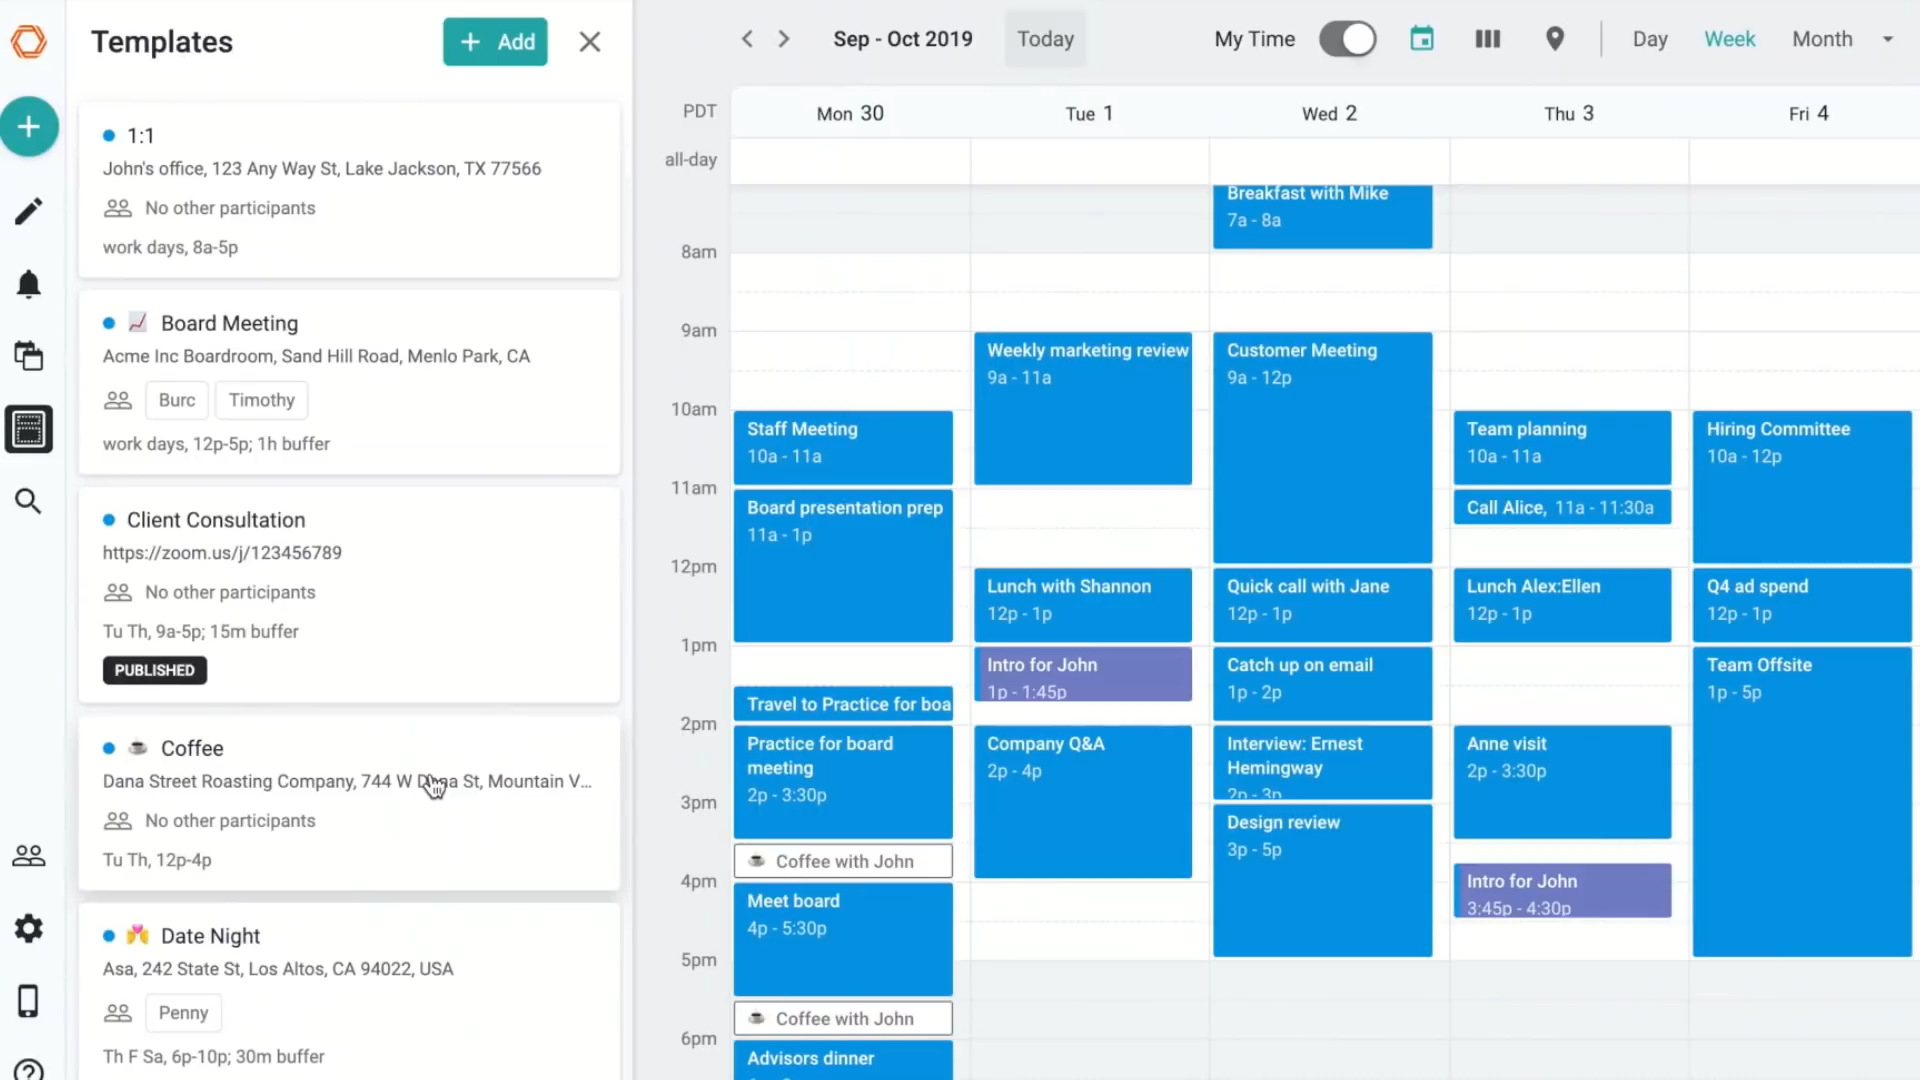 Templates
+ Add
1:1
John's office, 123 Any Way St, Lake Jackson, TX 77566
No other participants
work days, 8a-5p
Board Meeting
Acme Inc Boardroom, Sand Hill Road, Menlo Park, CA
Burc Timothy
work days, 12p-5p; 1h buffer
Client Consultation
https://zoom.us/j/123456789
No other participants
Tu Th, 9a-5p; 15m buffer
PUBLISHED
Coffee
Dana Street Roasting Company, 744 W Dana St, Mountain V...
No other participants
Tu Th, 12p-4p
Date Night
Asa, 242 State St, Los Altos, CA 94022, USA
Penny
Th F Sa, 6p-10p; 30m buffer
Sep - Oct 2019 Today My Time Day Week Month
PDT Mon 30 Tue 1 Wed 2 Thu 3 Fri 4
all-day
8am
9am
10am
11am
12pm
1pm
2pm
3pm
4pm
5pm
6pm
Staff Meeting
10a - 11a
Board presentation prep
11a - 1p
Travel to Practice for boa
Practice for board
meeting
2p - 3:30p
Coffee with John
Meet board
4p - 5:30p
Coffee with John
Advisors dinner
Weekly marketing review
9a - 11a
Lunch with Shannon
12p - 1p
Intro for John
1p - 1:45p
Company Q&A
2p - 4p
Breakfast with Mike
7a - 8a
Customer Meeting
9a - 12p
Quick call with Jane
12p - 1p
Catch up on email
1p - 2p
Interview: Ernest
Hemingway
2p - 3p
Design review
3p - 5p
Team planning
10a - 11a
Call Alice, 11a - 11:30a
Lunch Alex:Ellen
12p - 1p
Anne visit
2p - 3:30p
Intro for John
3:45p - 4:30p
Hiring Committee
10a - 12p
Q4 ad spend
12p - 1p
Team Offsite
1p - 5p